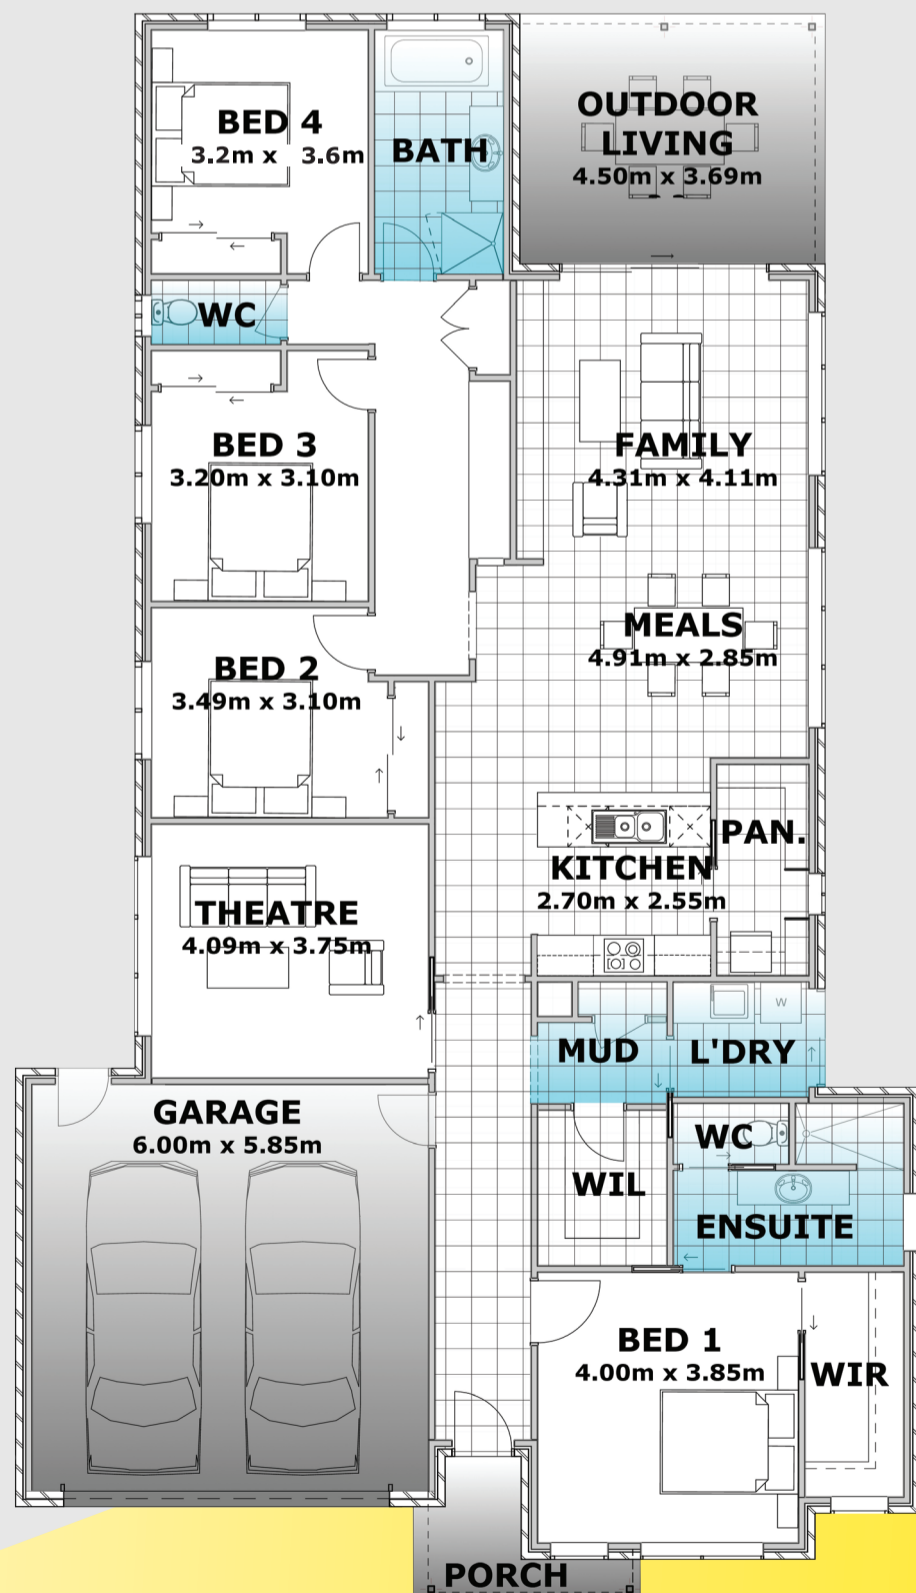 BED 4
3.2m x 3.6m
BATH
OUTDOOR
LIVING
4.50m x 3.69m
WC
BED 3
3.20m x 3.10m
FAMILY
4.31m x 4.11m
MEALS
4.91m x 2.85m
BED 2
3.49m x 3.10m
PAN.
KITCHEN
2.70m x 2.55m
THEATRE
4.09m x 3.75m
W
MUD
L'DRY
GARAGE
6.00m x 5.85m
WC
WIL
ENSUITE
BED 1
4.00m x 3.85m
WIR
PORCH